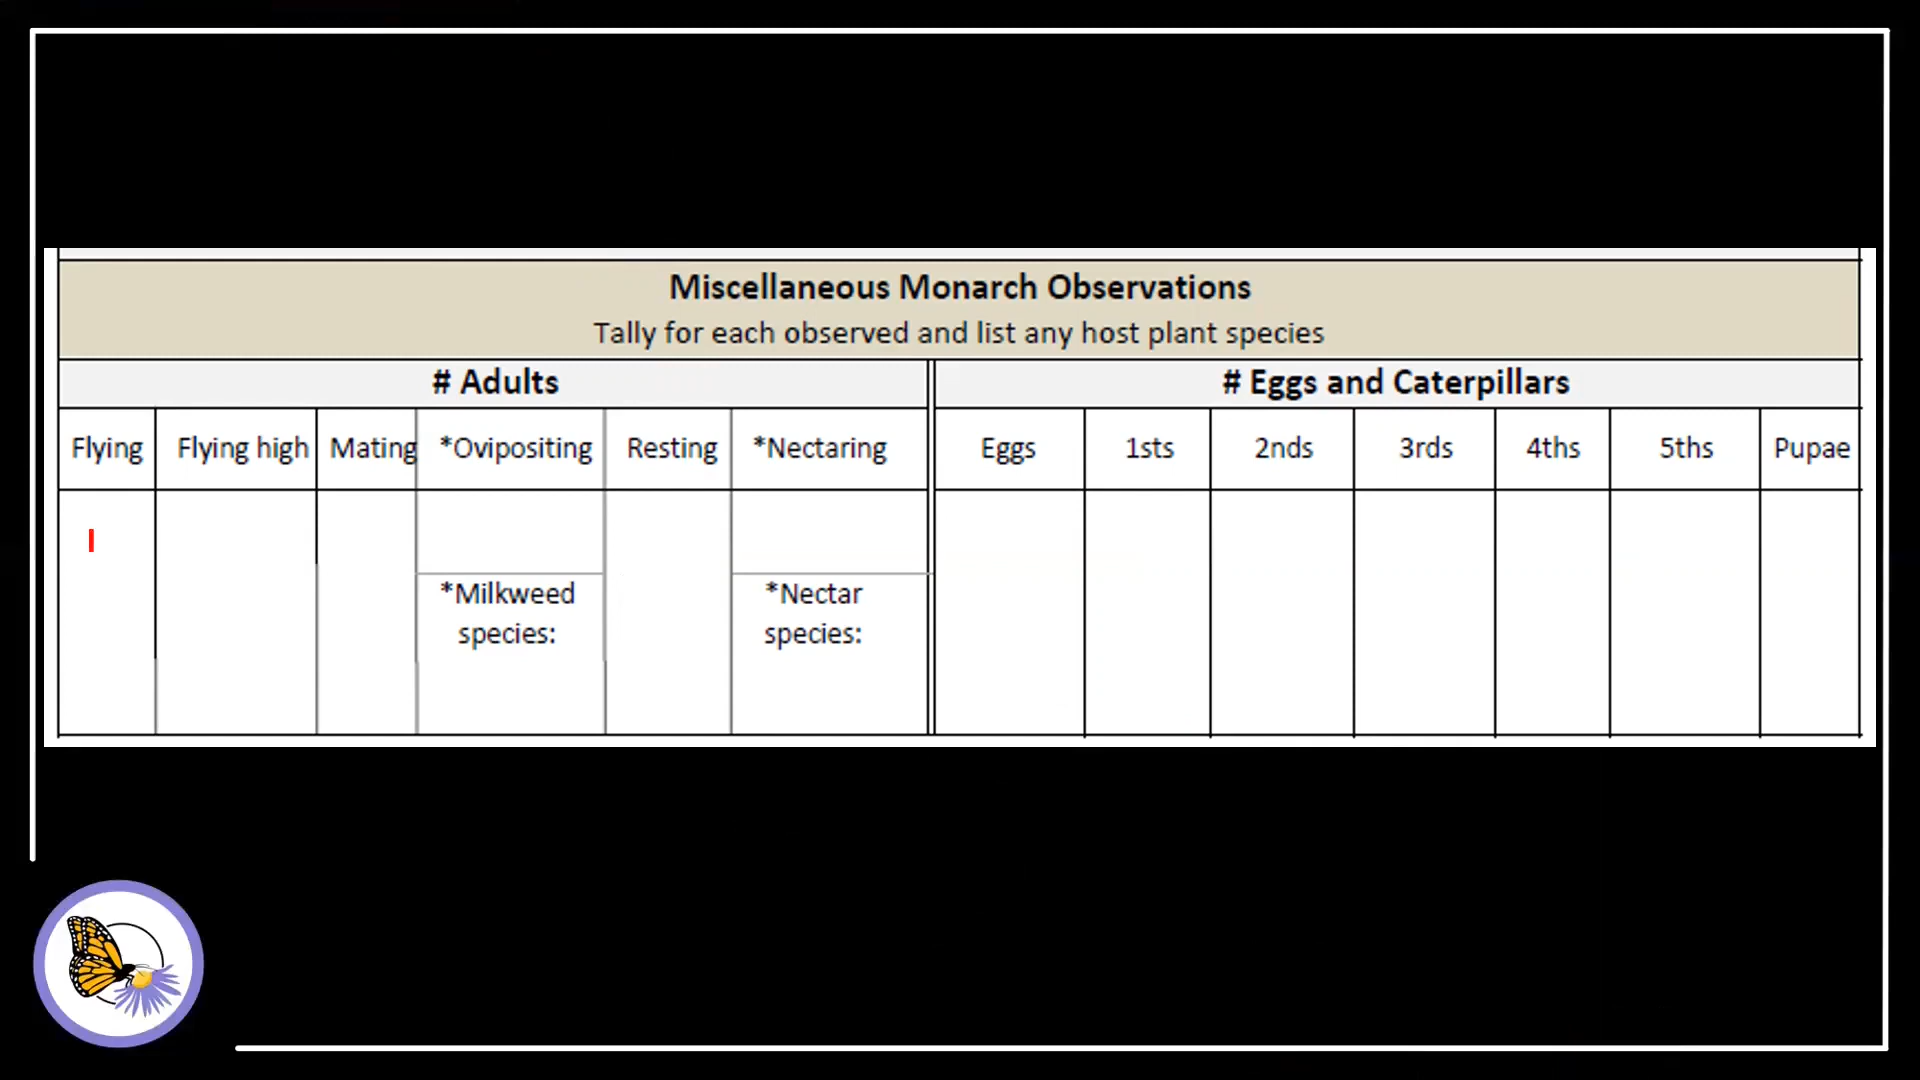 Miscellaneous Monarch Observations
Tally for each observed and list any host plant species
# Adults # Eggs and Caterpillars
Flying Flying high Mating *Ovipositing Resting *Nectaring Eggs 1sts 2nds 3rds 4ths 5ths Pupae
I
*Milkweed *Nectar
species: species: